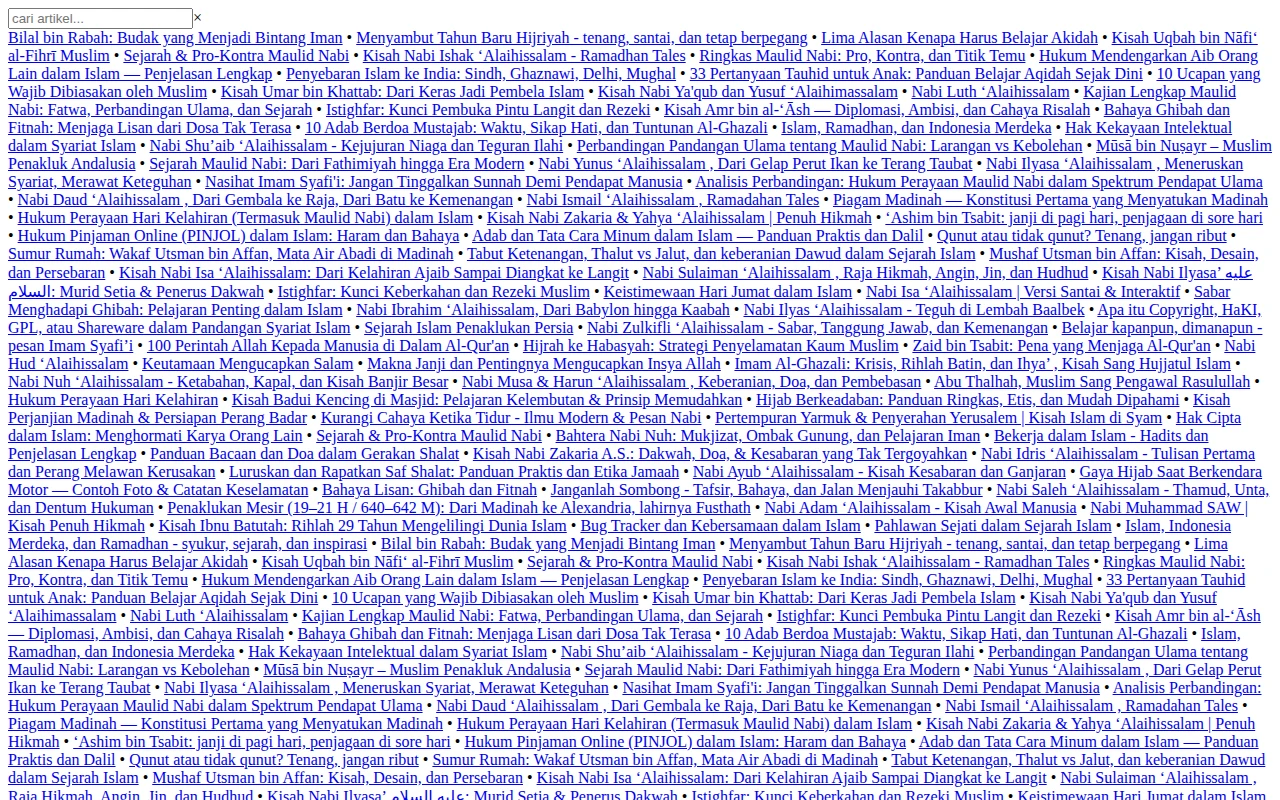 cari artikel... ×
Bilal bin Rabah: Budak yang Menjadi Bintang Iman • Menyambut Tahun Baru Hijriyah - tenang, santai, dan tetap berpegang • Lima Alasan Kenapa Harus Belajar Akidah • Kisah Uqbah bin Nāfi‘
al-Fihrī Muslim • Sejarah & Pro-Kontra Maulid Nabi • Kisah Nabi Ishak ‘Alaihissalam - Ramadhan Tales • Ringkas Maulid Nabi: Pro, Kontra, dan Titik Temu • Hukum Mendengarkan Aib Orang
Lain dalam Islam — Penjelasan Lengkap • Penyebaran Islam ke India: Sindh, Ghaznawi, Delhi, Mughal • 33 Pertanyaan Tauhid untuk Anak: Panduan Belajar Aqidah Sejak Dini • 10 Ucapan yang
Wajib Dibiasakan oleh Muslim • Kisah Umar bin Khattab: Dari Keras Jadi Pembela Islam • Kisah Nabi Ya'qub dan Yusuf ‘Alaihimassalam • Nabi Luth ‘Alaihissalam • Kajian Lengkap Maulid
Nabi: Fatwa, Perbandingan Ulama, dan Sejarah • Istighfar: Kunci Pembuka Pintu Langit dan Rezeki • Kisah Amr bin al-‘Āsh — Diplomasi, Ambisi, dan Cahaya Risalah • Bahaya Ghibah dan
Fitnah: Menjaga Lisan dari Dosa Tak Terasa • 10 Adab Berdoa Mustajab: Waktu, Sikap Hati, dan Tuntunan Al-Ghazali • Islam, Ramadhan, dan Indonesia Merdeka • Hak Kekayaan Intelektual
dalam Syariat Islam • Nabi Shu’aib ‘Alaihissalam - Kejujuran Niaga dan Teguran Ilahi • Perbandingan Pandangan Ulama tentang Maulid Nabi: Larangan vs Kebolehan • Mūsā bin Nuṣayr – Muslim
Penakluk Andalusia • Sejarah Maulid Nabi: Dari Fathimiyah hingga Era Modern • Nabi Yunus ‘Alaihissalam , Dari Gelap Perut Ikan ke Terang Taubat • Nabi Ilyasa ‘Alaihissalam , Meneruskan
Syariat, Merawat Keteguhan • Nasihat Imam Syafi'i: Jangan Tinggalkan Sunnah Demi Pendapat Manusia • Analisis Perbandingan: Hukum Perayaan Maulid Nabi dalam Spektrum Pendapat Ulama
• Nabi Daud ‘Alaihissalam , Dari Gembala ke Raja, Dari Batu ke Kemenangan • Nabi Ismail ‘Alaihissalam , Ramadahan Tales • Piagam Madinah — Konstitusi Pertama yang Menyatukan Madinah
• Hukum Perayaan Hari Kelahiran (Termasuk Maulid Nabi) dalam Islam • Kisah Nabi Zakaria & Yahya ‘Alaihissalam | Penuh Hikmah • ‘Ashim bin Tsabit: janji di pagi hari, penjagaan di sore hari
• Hukum Pinjaman Online (PINJOL) dalam Islam: Haram dan Bahaya • Adab dan Tata Cara Minum dalam Islam — Panduan Praktis dan Dalil • Qunut atau tidak qunut? Tenang, jangan ribut •
Sumur Rumah: Wakaf Utsman bin Affan, Mata Air Abadi di Madinah • Tabut Ketenangan, Thalut vs Jalut, dan keberanian Dawud dalam Sejarah Islam • Mushaf Utsman bin Affan: Kisah, Desain,
dan Persebaran • Kisah Nabi Isa ‘Alaihissalam: Dari Kelahiran Ajaib Sampai Diangkat ke Langit • Nabi Sulaiman ‘Alaihissalam , Raja Hikmah, Angin, Jin, dan Hudhud • Kisah Nabi Ilyasa’ عليه
السلام: Murid Setia & Penerus Dakwah • Istighfar: Kunci Keberkahan dan Rezeki Muslim • Keistimewaan Hari Jumat dalam Islam • Nabi Isa ‘Alaihissalam | Versi Santai & Interaktif • Sabar
Menghadapi Ghibah: Pelajaran Penting dalam Islam • Nabi Ibrahim ‘Alaihissalam, Dari Babylon hingga Kaabah • Nabi Ilyas ‘Alaihissalam - Teguh di Lembah Baalbek • Apa itu Copyright, HaKI,
GPL, atau Shareware dalam Pandangan Syariat Islam • Sejarah Islam Penaklukan Persia • Nabi Zulkifli ‘Alaihissalam - Sabar, Tanggung Jawab, dan Kemenangan • Belajar kapanpun, dimanapun -
pesan Imam Syafi’i • 100 Perintah Allah Kepada Manusia di Dalam Al-Qur'an • Hijrah ke Habasyah: Strategi Penyelamatan Kaum Muslim • Zaid bin Tsabit: Pena yang Menjaga Al-Qur'an • Nabi
Hud ‘Alaihissalam • Keutamaan Mengucapkan Salam • Makna Janji dan Pentingnya Mengucapkan Insya Allah • Imam Al-Ghazali: Krisis, Rihlah Batin, dan Ihya’ , Kisah Sang Hujjatul Islam •
Nabi Nuh ‘Alaihissalam - Ketabahan, Kapal, dan Kisah Banjir Besar • Nabi Musa & Harun ‘Alaihissalam , Keberanian, Doa, dan Pembebasan • Abu Thalhah, Muslim Sang Pengawal Rasulullah •
Hukum Perayaan Hari Kelahiran • Kisah Badui Kencing di Masjid: Pelajaran Kelembutan & Prinsip Memudahkan • Hijab Berkeadaban: Panduan Ringkas, Etis, dan Mudah Dipahami • Kisah
Perjanjian Madinah & Persiapan Perang Badar • Kurangi Cahaya Ketika Tidur - Ilmu Modern & Pesan Nabi • Pertempuran Yarmuk & Penyerahan Yerusalem | Kisah Islam di Syam • Hak Cipta
dalam Islam: Menghormati Karya Orang Lain • Sejarah & Pro-Kontra Maulid Nabi • Bahtera Nabi Nuh: Mukjizat, Ombak Gunung, dan Pelajaran Iman • Bekerja dalam Islam - Hadits dan
Penjelasan Lengkap • Panduan Bacaan dan Doa dalam Gerakan Shalat • Kisah Nabi Zakaria A.S.: Dakwah, Doa, & Kesabaran yang Tak Tergoyahkan • Nabi Idris ‘Alaihissalam - Tulisan Pertama
dan Perang Melawan Kerusakan • Luruskan dan Rapatkan Saf Shalat: Panduan Praktis dan Etika Jamaah • Nabi Ayub ‘Alaihissalam - Kisah Kesabaran dan Ganjaran • Gaya Hijab Saat Berkendara
Motor — Contoh Foto & Catatan Keselamatan • Bahaya Lisan: Ghibah dan Fitnah • Janganlah Sombong - Tafsir, Bahaya, dan Jalan Menjauhi Takabbur • Nabi Saleh ‘Alaihissalam - Thamud, Unta,
dan Dentum Hukuman • Penaklukan Mesir (19–21 H / 640–642 M): Dari Madinah ke Alexandria, lahirnya Fusthath • Nabi Adam ‘Alaihissalam - Kisah Awal Manusia • Nabi Muhammad SAW |
Kisah Penuh Hikmah • Kisah Ibnu Batutah: Rihlah 29 Tahun Mengelilingi Dunia Islam • Bug Tracker dan Kebersamaan dalam Islam • Pahlawan Sejati dalam Sejarah Islam • Islam, Indonesia
Merdeka, dan Ramadhan - syukur, sejarah, dan inspirasi • Bilal bin Rabah: Budak yang Menjadi Bintang Iman • Menyambut Tahun Baru Hijriyah - tenang, santai, dan tetap berpegang • Lima
Alasan Kenapa Harus Belajar Akidah • Kisah Uqbah bin Nāfi‘ al-Fihrī Muslim • Sejarah & Pro-Kontra Maulid Nabi • Kisah Nabi Ishak ‘Alaihissalam - Ramadhan Tales • Ringkas Maulid Nabi:
Pro, Kontra, dan Titik Temu • Hukum Mendengarkan Aib Orang Lain dalam Islam — Penjelasan Lengkap • Penyebaran Islam ke India: Sindh, Ghaznawi, Delhi, Mughal • 33 Pertanyaan Tauhid
untuk Anak: Panduan Belajar Aqidah Sejak Dini • 10 Ucapan yang Wajib Dibiasakan oleh Muslim • Kisah Umar bin Khattab: Dari Keras Jadi Pembela Islam • Kisah Nabi Ya'qub dan Yusuf
‘Alaihimassalam • Nabi Luth ‘Alaihissalam • Kajian Lengkap Maulid Nabi: Fatwa, Perbandingan Ulama, dan Sejarah • Istighfar: Kunci Pembuka Pintu Langit dan Rezeki • Kisah Amr bin al-‘Āsh
— Diplomasi, Ambisi, dan Cahaya Risalah • Bahaya Ghibah dan Fitnah: Menjaga Lisan dari Dosa Tak Terasa • 10 Adab Berdoa Mustajab: Waktu, Sikap Hati, dan Tuntunan Al-Ghazali • Islam,
Ramadhan, dan Indonesia Merdeka • Hak Kekayaan Intelektual dalam Syariat Islam • Nabi Shu’aib ‘Alaihissalam - Kejujuran Niaga dan Teguran Ilahi • Perbandingan Pandangan Ulama tentang
Maulid Nabi: Larangan vs Kebolehan • Mūsā bin Nuṣayr – Muslim Penakluk Andalusia • Sejarah Maulid Nabi: Dari Fathimiyah hingga Era Modern • Nabi Yunus ‘Alaihissalam , Dari Gelap Perut
Ikan ke Terang Taubat • Nabi Ilyasa ‘Alaihissalam , Meneruskan Syariat, Merawat Keteguhan • Nasihat Imam Syafi'i: Jangan Tinggalkan Sunnah Demi Pendapat Manusia • Analisis Perbandingan:
Hukum Perayaan Maulid Nabi dalam Spektrum Pendapat Ulama • Nabi Daud ‘Alaihissalam , Dari Gembala ke Raja, Dari Batu ke Kemenangan • Nabi Ismail ‘Alaihissalam , Ramadahan Tales •
Piagam Madinah — Konstitusi Pertama yang Menyatukan Madinah • Hukum Perayaan Hari Kelahiran (Termasuk Maulid Nabi) dalam Islam • Kisah Nabi Zakaria & Yahya ‘Alaihissalam | Penuh
Hikmah • ‘Ashim bin Tsabit: janji di pagi hari, penjagaan di sore hari • Hukum Pinjaman Online (PINJOL) dalam Islam: Haram dan Bahaya • Adab dan Tata Cara Minum dalam Islam — Panduan
Praktis dan Dalil • Qunut atau tidak qunut? Tenang, jangan ribut • Sumur Rumah: Wakaf Utsman bin Affan, Mata Air Abadi di Madinah • Tabut Ketenangan, Thalut vs Jalut, dan keberanian Dawud
dalam Sejarah Islam • Mushaf Utsman bin Affan: Kisah, Desain, dan Persebaran • Kisah Nabi Isa ‘Alaihissalam: Dari Kelahiran Ajaib Sampai Diangkat ke Langit • Nabi Sulaiman ‘Alaihissalam ,
Raja Hikmah, Angin, Jin, dan Hudhud • Kisah Nabi Ilyasa’ عليه السلام: Murid Setia & Penerus Dakwah • Istighfar: Kunci Keberkahan dan Rezeki Muslim • Keistimewaan Hari Jumat dalam Islam